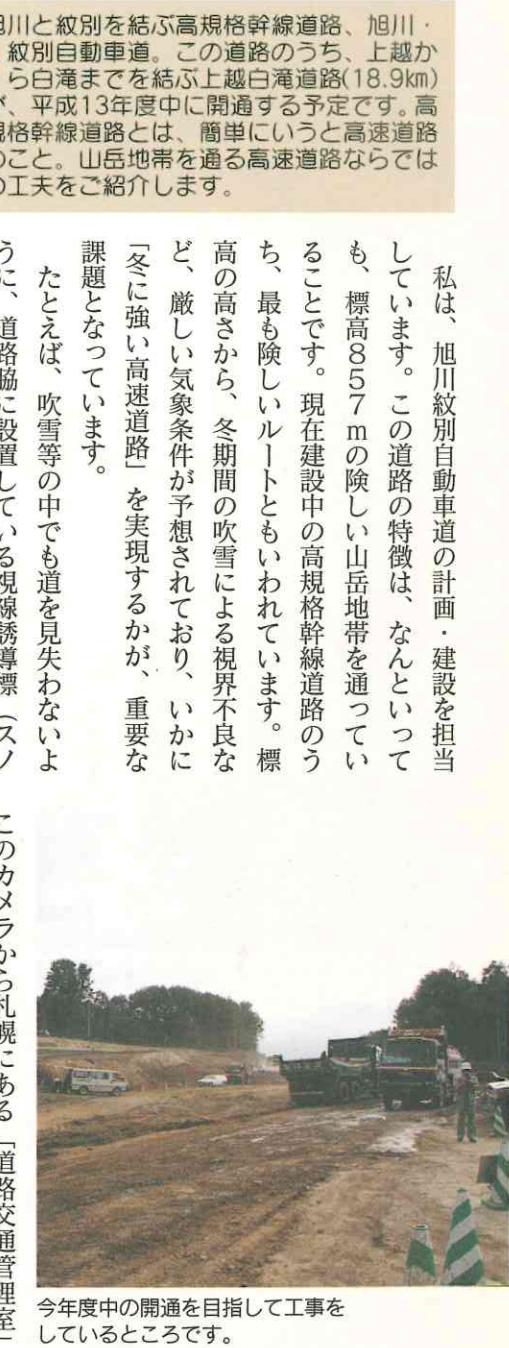 旭川と紋別を結ぶ高規格幹線道路、旭川・
紋別自動車道。この道路のうち、上越か
ら白滝までを結ぶ上越白滝道路(18.9km)
が、平成13年度中に開通する予定です。高
規格幹線道路とは、簡単にいうと高速道路
のこと。山岳地帯を通る高速道路ならでは
の工夫をご紹介します。
私は、旭川紋別自動車道の計画・建設を担当
しています。この道路の特徴は、なんといって
も、標高857mの険しい山岳地帯を通ってい
ることです。現在建設中の高規格幹線道路のう
ち、最も険しいルートともいわれています。標
高の高さから、冬期間の吹雪による視界不良な
ど、厳しい気象条件が予想されており、いかに
「冬に強い高速道路」を実現するかが、重要な
課題となっています。
たとえば、吹雪等の中でも道を見失わないよ
うに、道路脇に設置している視線誘導標（スノ
このカメラから札幌にある「道路交通管理室」
今年度中の開通を目指して工事を
しているところです。